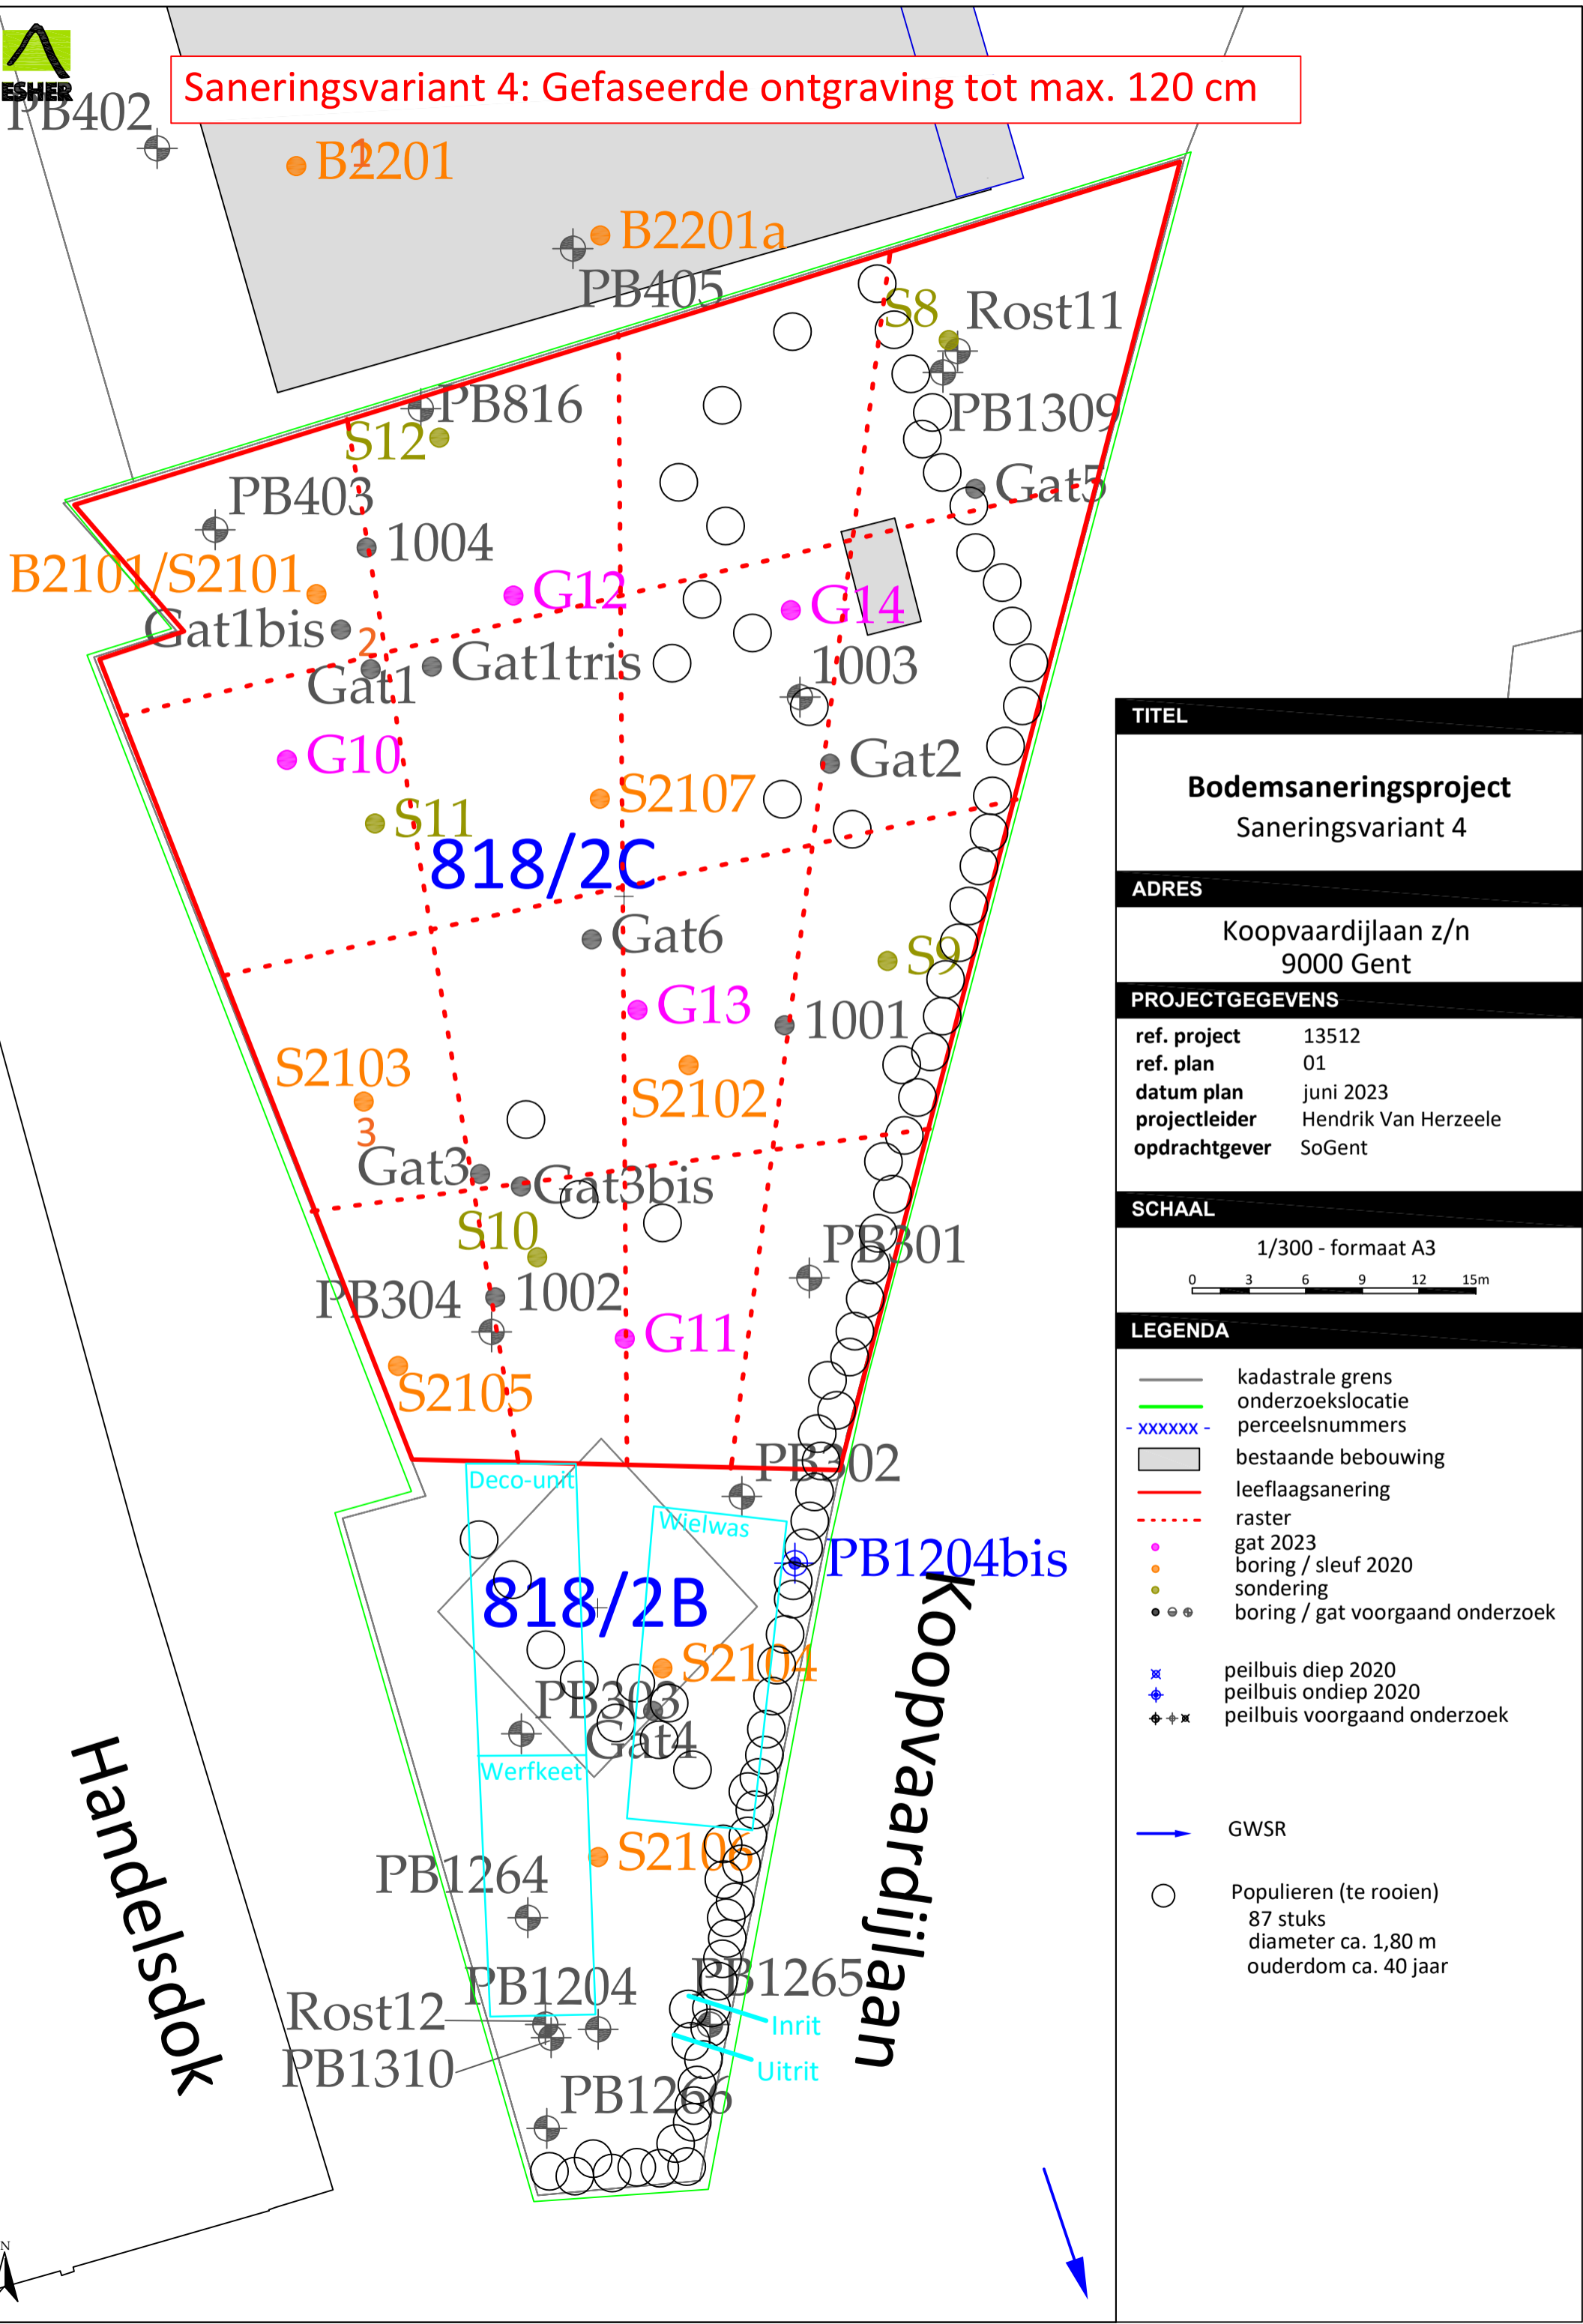 ESHER
Saneringsvariant 4: Gefaseerde ontgraving tot max. 120 cm
PB402
B2201
1
B2201a
PB405
S8
Rost11
PB816
PB1309
S12
PB403
Gat5
1004
B2101/S2101
G12
G14
Gat1bis
2
Gat1
Gat1tris
1003
G10
Gat2
S2107
S11
818/2C
Gat6
S9
G13
1001
S2103
S2102
3
Gat3
Gat3bis
S10
PB301
PB304
1002
G11
S2105
PB302
Deco-unit
Wielwas
PB1204bis
818/2B
S2104
PB303
Gat4
Werfkeet
S2106
PB1264
PB1204
PB1265
Rost12
Inrit
PB1310
Uitrit
PB1266
Handelsdok
Koopvaardijlaan
N
TITEL
Bodemsaneringsproject
Saneringsvariant 4
ADRES
Koopvaardijlaan z/n
9000 Gent
PROJECTGEGEVENS
ref. project 13512
ref. plan 01
datum plan juni 2023
projectleider Hendrik Van Herzeele
opdrachtgever SoGent
SCHAAL
1/300 - formaat A3
0 3 6 9 12 15m
LEGENDA
kadastrale grens
onderzoekslocatie
- xxxxxx - perceelsnummers
bestaande bebouwing
leeflaagsanering
raster
gat 2023
boring / sleuf 2020
sondering
boring / gat voorgaand onderzoek
peilbuis diep 2020
peilbuis ondiep 2020
peilbuis voorgaand onderzoek
GWSR
Populieren (te rooien)
87 stuks
diameter ca. 1,80 m
ouderdom ca. 40 jaar